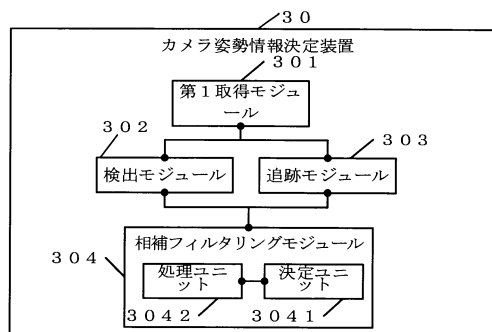 ３０
カメラ姿勢情報決定装置
３０１
第１取得モジュ
ール
３０２
３０３
検出モジュール
追跡モジュール
相補フィルタリングモジュール
３０４
処理ユニ
ット
決定ユニ
ット
３０４２
３０４１